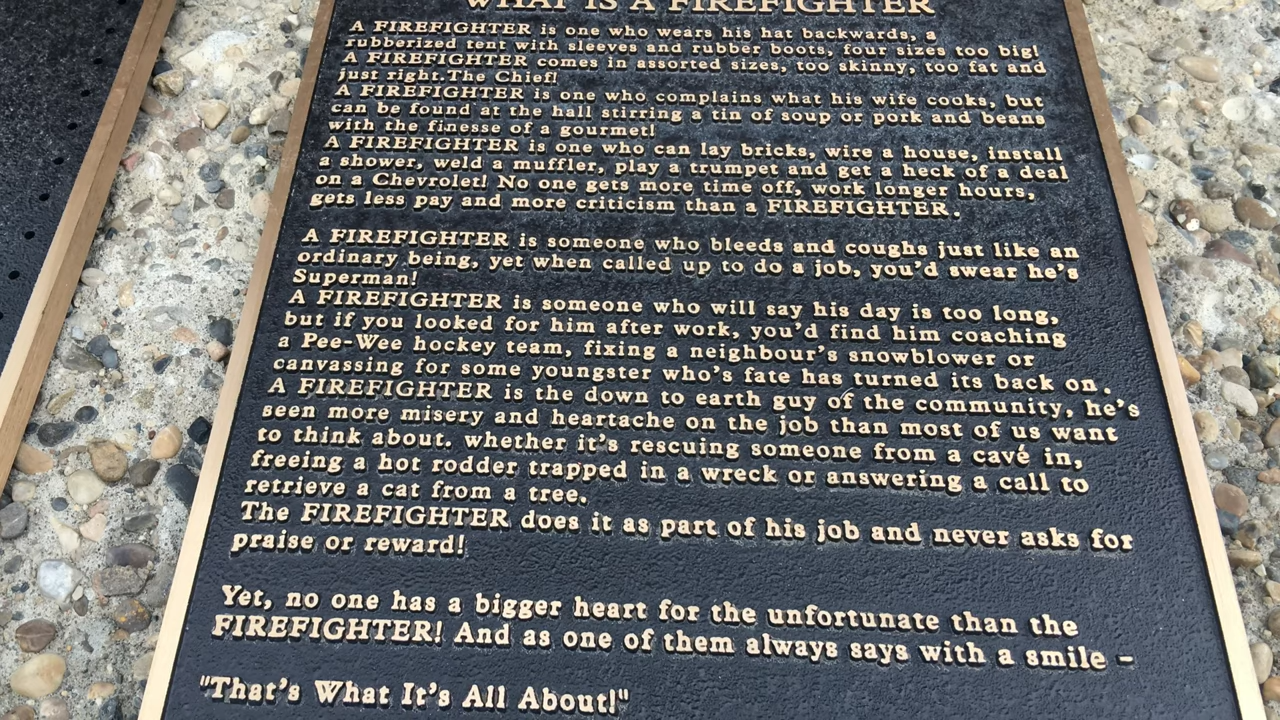 WHAT IS A FIREFIGHTER
A FIREFIGHTER is one who wears his hat backwards, a
rubberized tent with sleeves and rubber boots, four sizes too big!
A FIREFIGHTER comes in assorted sizes, too skinny, too fat and
just right.The Chief!
A FIREFIGHTER is one who complains what his wife cooks, but
can be found at the hall stirring a tin of soup or pork and beans
with the finesse of a gourmet!
A FIREFIGHTER is one who can lay bricks, wire a house, install
a shower, weld a muffler, play a trumpet and get a heck of a deal
on a Chevrolet! No one gets more time off, work longer hours,
gets less pay and more criticism than a FIREFIGHTER.
A FIREFIGHTER is someone who bleeds and coughs just like an
ordinary being, yet when called up to do a job, you'd swear he's
Superman!
A FIREFIGHTER is someone who will say his day is too long,
but if you looked for him after work, you'd find him coaching
a Pee-Wee hockey team, fixing a neighbour's snowblower or
canvassing for some youngster who's fate has turned its back on.
A FIREFIGHTER is the down to earth guy of the community, he's
seen more misery and heartache on the job than most of us want
to think about. whether it's rescuing someone from a cavé in,
freeing a hot rodder trapped in a wreck or answering a call to
retrieve a cat from a tree.
The FIREFIGHTER does it as part of his job and never asks for
praise or reward!
Yet, no one has a bigger heart for the unfortunate than the
FIREFIGHTER! And as one of them always says with a smile -
"That's What It's All About!"